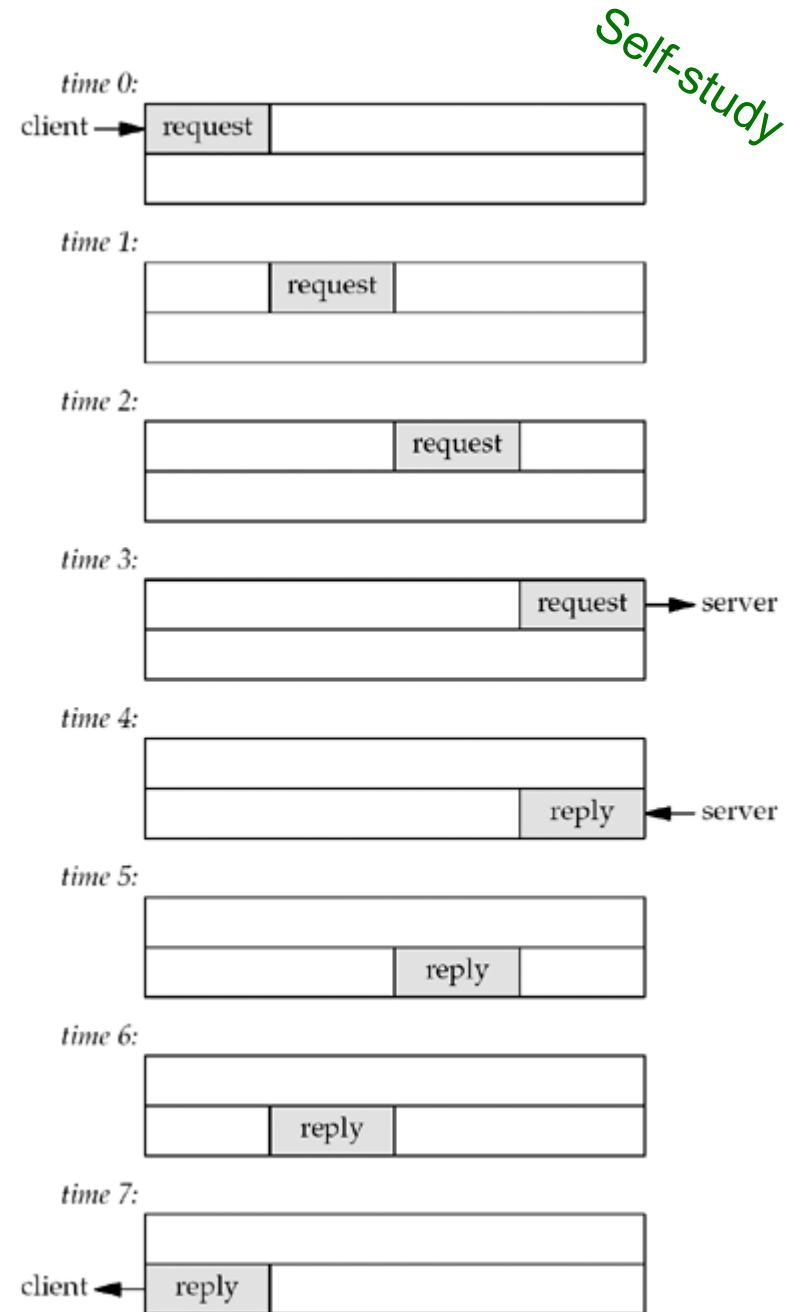 Self-study
time 0:
client request
time 1:
request
time 2:
request
time 3:
request server
time 4:
reply server
time 5:
reply
time 6:
reply
time 7:
client reply